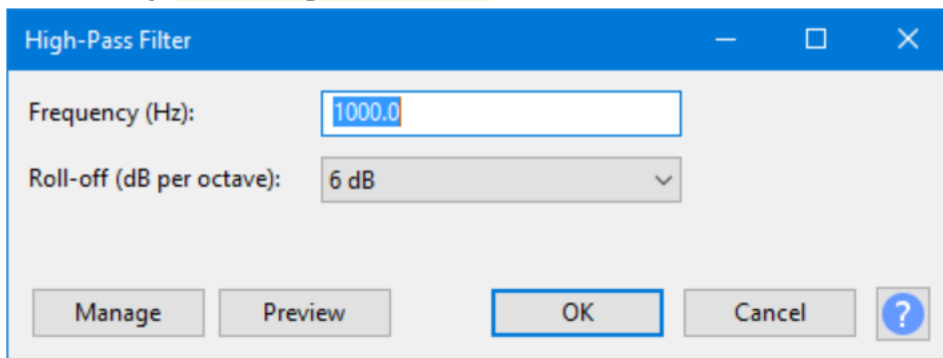 High-Pass Filter
Frequency (Hz): 1000.0
Roll-off (dB per octave): 6 dB
Manage Preview OK Cancel ?